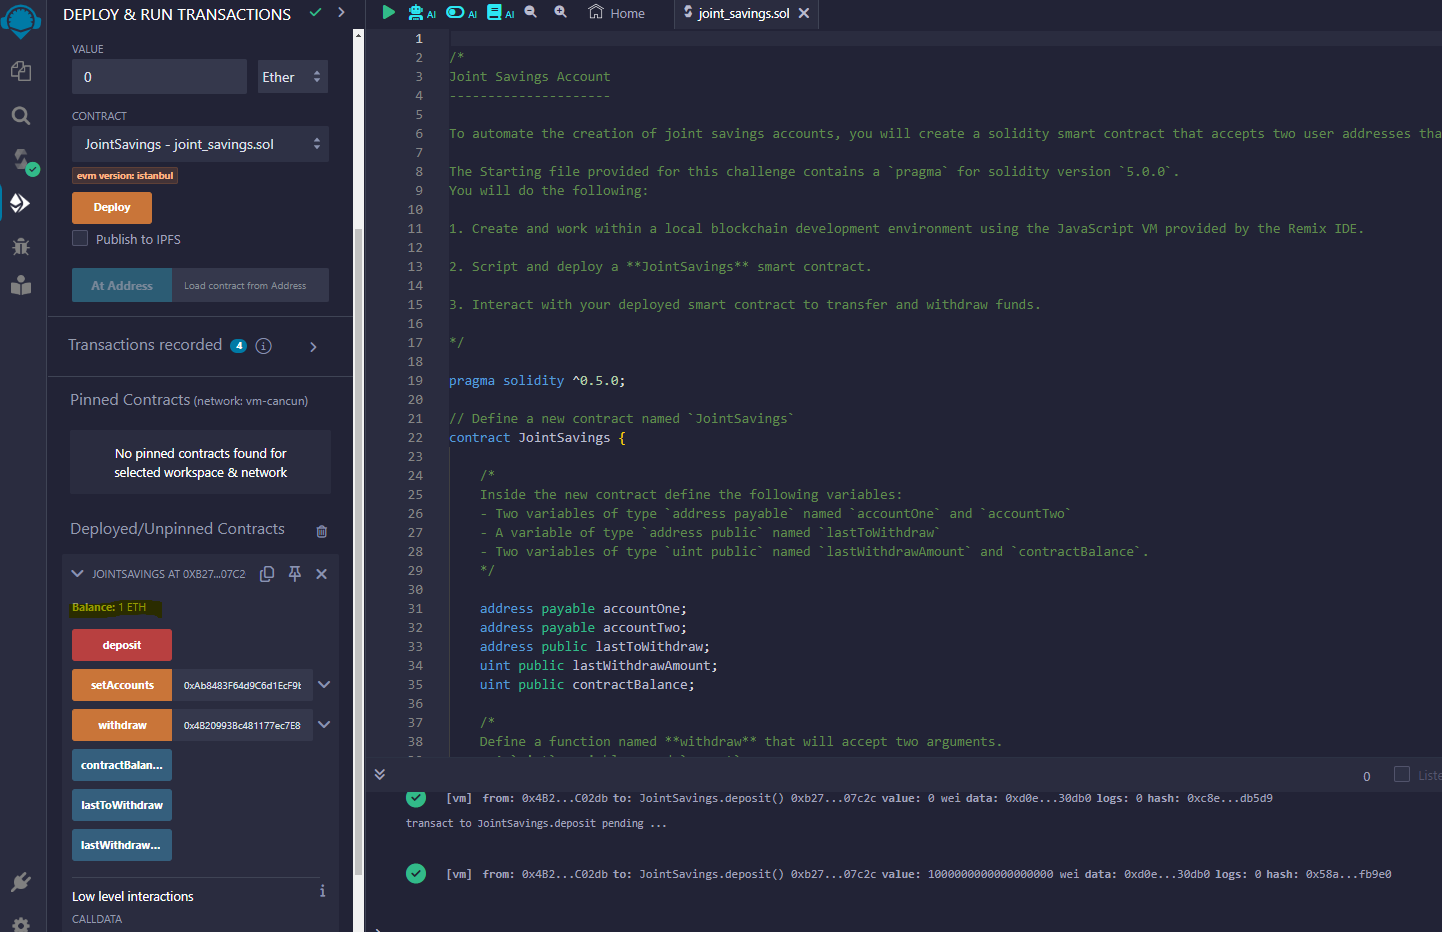 DEPLOY & RUN TRANSACTIONS
VALUE
0
Ether
CONTRACT
JointSavings - joint_savings.sol
evm version: istanbul
Deploy
Publish to IPFS
At Address
Load contract from Address
Transactions recorded 4 i
Pinned Contracts (network: vm-cancun)
No pinned contracts found for
selected workspace & network
Deployed/Unpinned Contracts
JOINTSAVINGS AT 0XB27...07C2
Balance: 1 ETH
deposit
setAccounts 0xAb8483F64d9C6d1EcF9b
withdraw 0x4B20993Bc481177ec7E8
contractBalan...
lastToWithdraw
lastWithdraw...
Low level interactions i
CALLDATA
AI AI AI Home joint_savings.sol
1
2 /*
3 Joint Savings Account
4 ---------------------
5
6 To automate the creation of joint savings accounts, you will create a solidity smart contract that accepts two user addresses tha
7
8 The Starting file provided for this challenge contains a `pragma` for solidity version `5.0.0`.
9 You will do the following:
10
11 1. Create and work within a local blockchain development environment using the JavaScript VM provided by the Remix IDE.
12
13 2. Script and deploy a **JointSavings** smart contract.
14
15 3. Interact with your deployed smart contract to transfer and withdraw funds.
16
17 */
18
19 pragma solidity ^0.5.0;
20
21 // Define a new contract named `JointSavings`
22 contract JointSavings {
23
24 /*
25 Inside the new contract define the following variables:
26 - Two variables of type `address payable` named `accountOne` and `accountTwo`
27 - A variable of type `address public` named `lastToWithdraw`
28 - Two variables of type `uint public` named `lastWithdrawAmount` and `contractBalance`.
29 */
30
31 address payable accountOne;
32 address payable accountTwo;
33 address public lastToWithdraw;
34 uint public lastWithdrawAmount;
35 uint public contractBalance;
36
37 /*
38 Define a function named **withdraw** that will accept two arguments.
0 Liste
[vm] from: 0x4B2...C02db to: JointSavings.deposit() 0xb27...07c2c value: 0 wei data: 0xd0e...30db0 logs: 0 hash: 0xc8e...db5d9
transact to JointSavings.deposit pending ...
[vm] from: 0x4B2...C02db to: JointSavings.deposit() 0xb27...07c2c value: 1000000000000000000 wei data: 0xd0e...30db0 logs: 0 hash: 0x58a...fb9e0